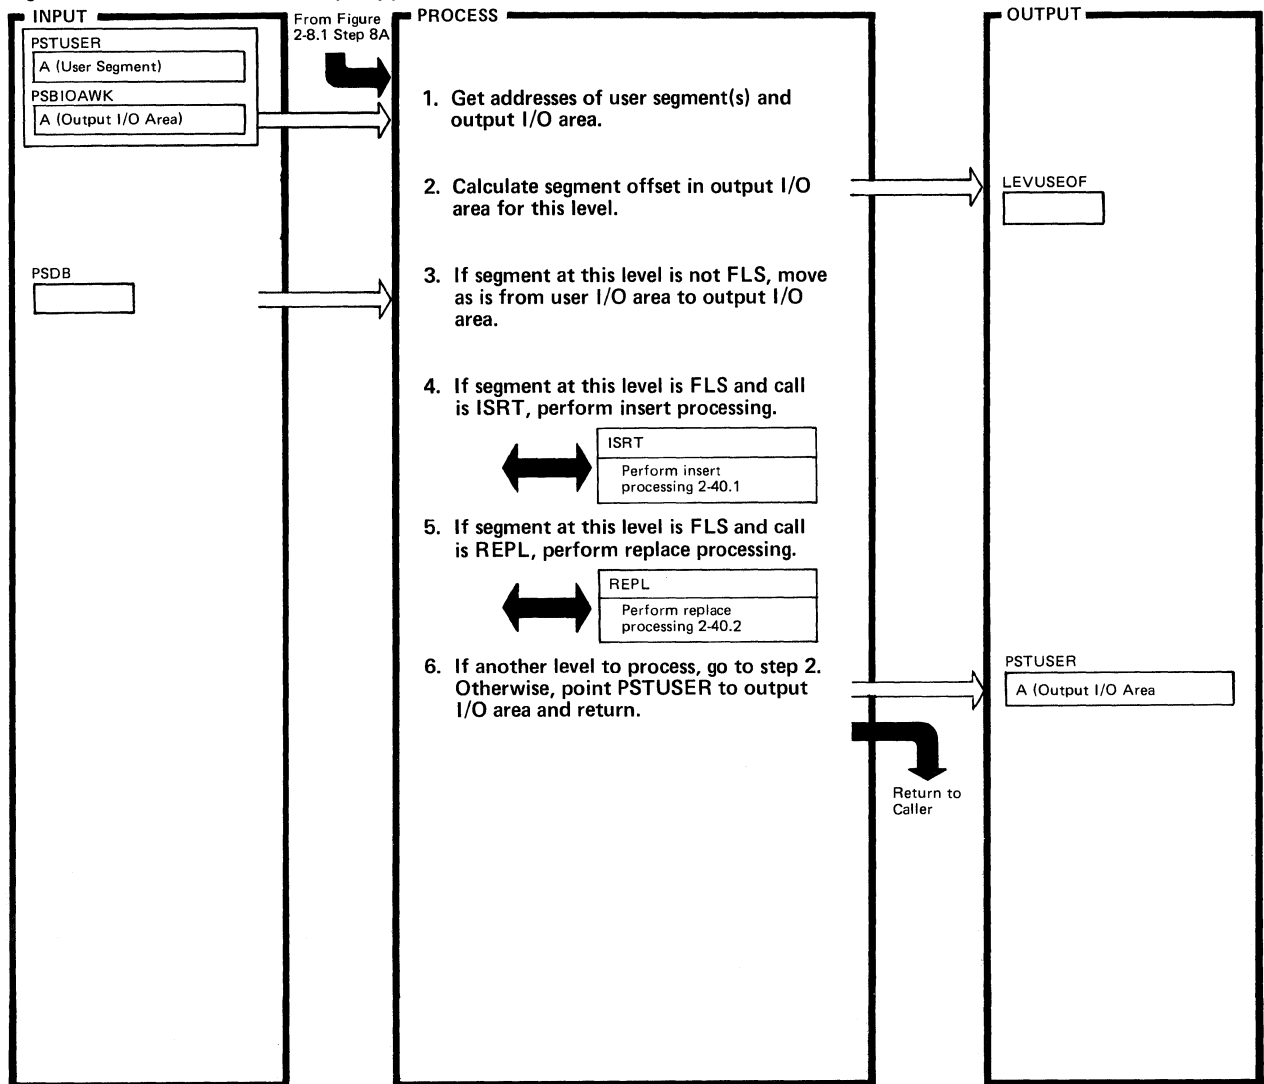 INPUT
PSTUSER
A (User Segment)
PSBIOAWK
A (Output I/O Area)
PSDB
From Figure
2-8.1 Step 8A
PROCESS
1. Get addresses of user segment(s) and
output I/O area.
2. Calculate segment offset in output I/O
area for this level.
3. If segment at this level is not FLS, move
as is from user I/O area to output I/O
area.
4. If segment at this level is FLS and call
is ISRT, perform insert processing.
ISRT
Perform insert
processing 2-40.1
5. If segment at this level is FLS and call
is REPL, perform replace processing.
REPL
Perform replace
processing 2-40.2
6. If another level to process, go to step 2.
Otherwise, point PSTUSER to output
I/O area and return.
OUTPUT
LEVUSEOF
PSTUSER
A (Output I/O Area
Return to
Caller